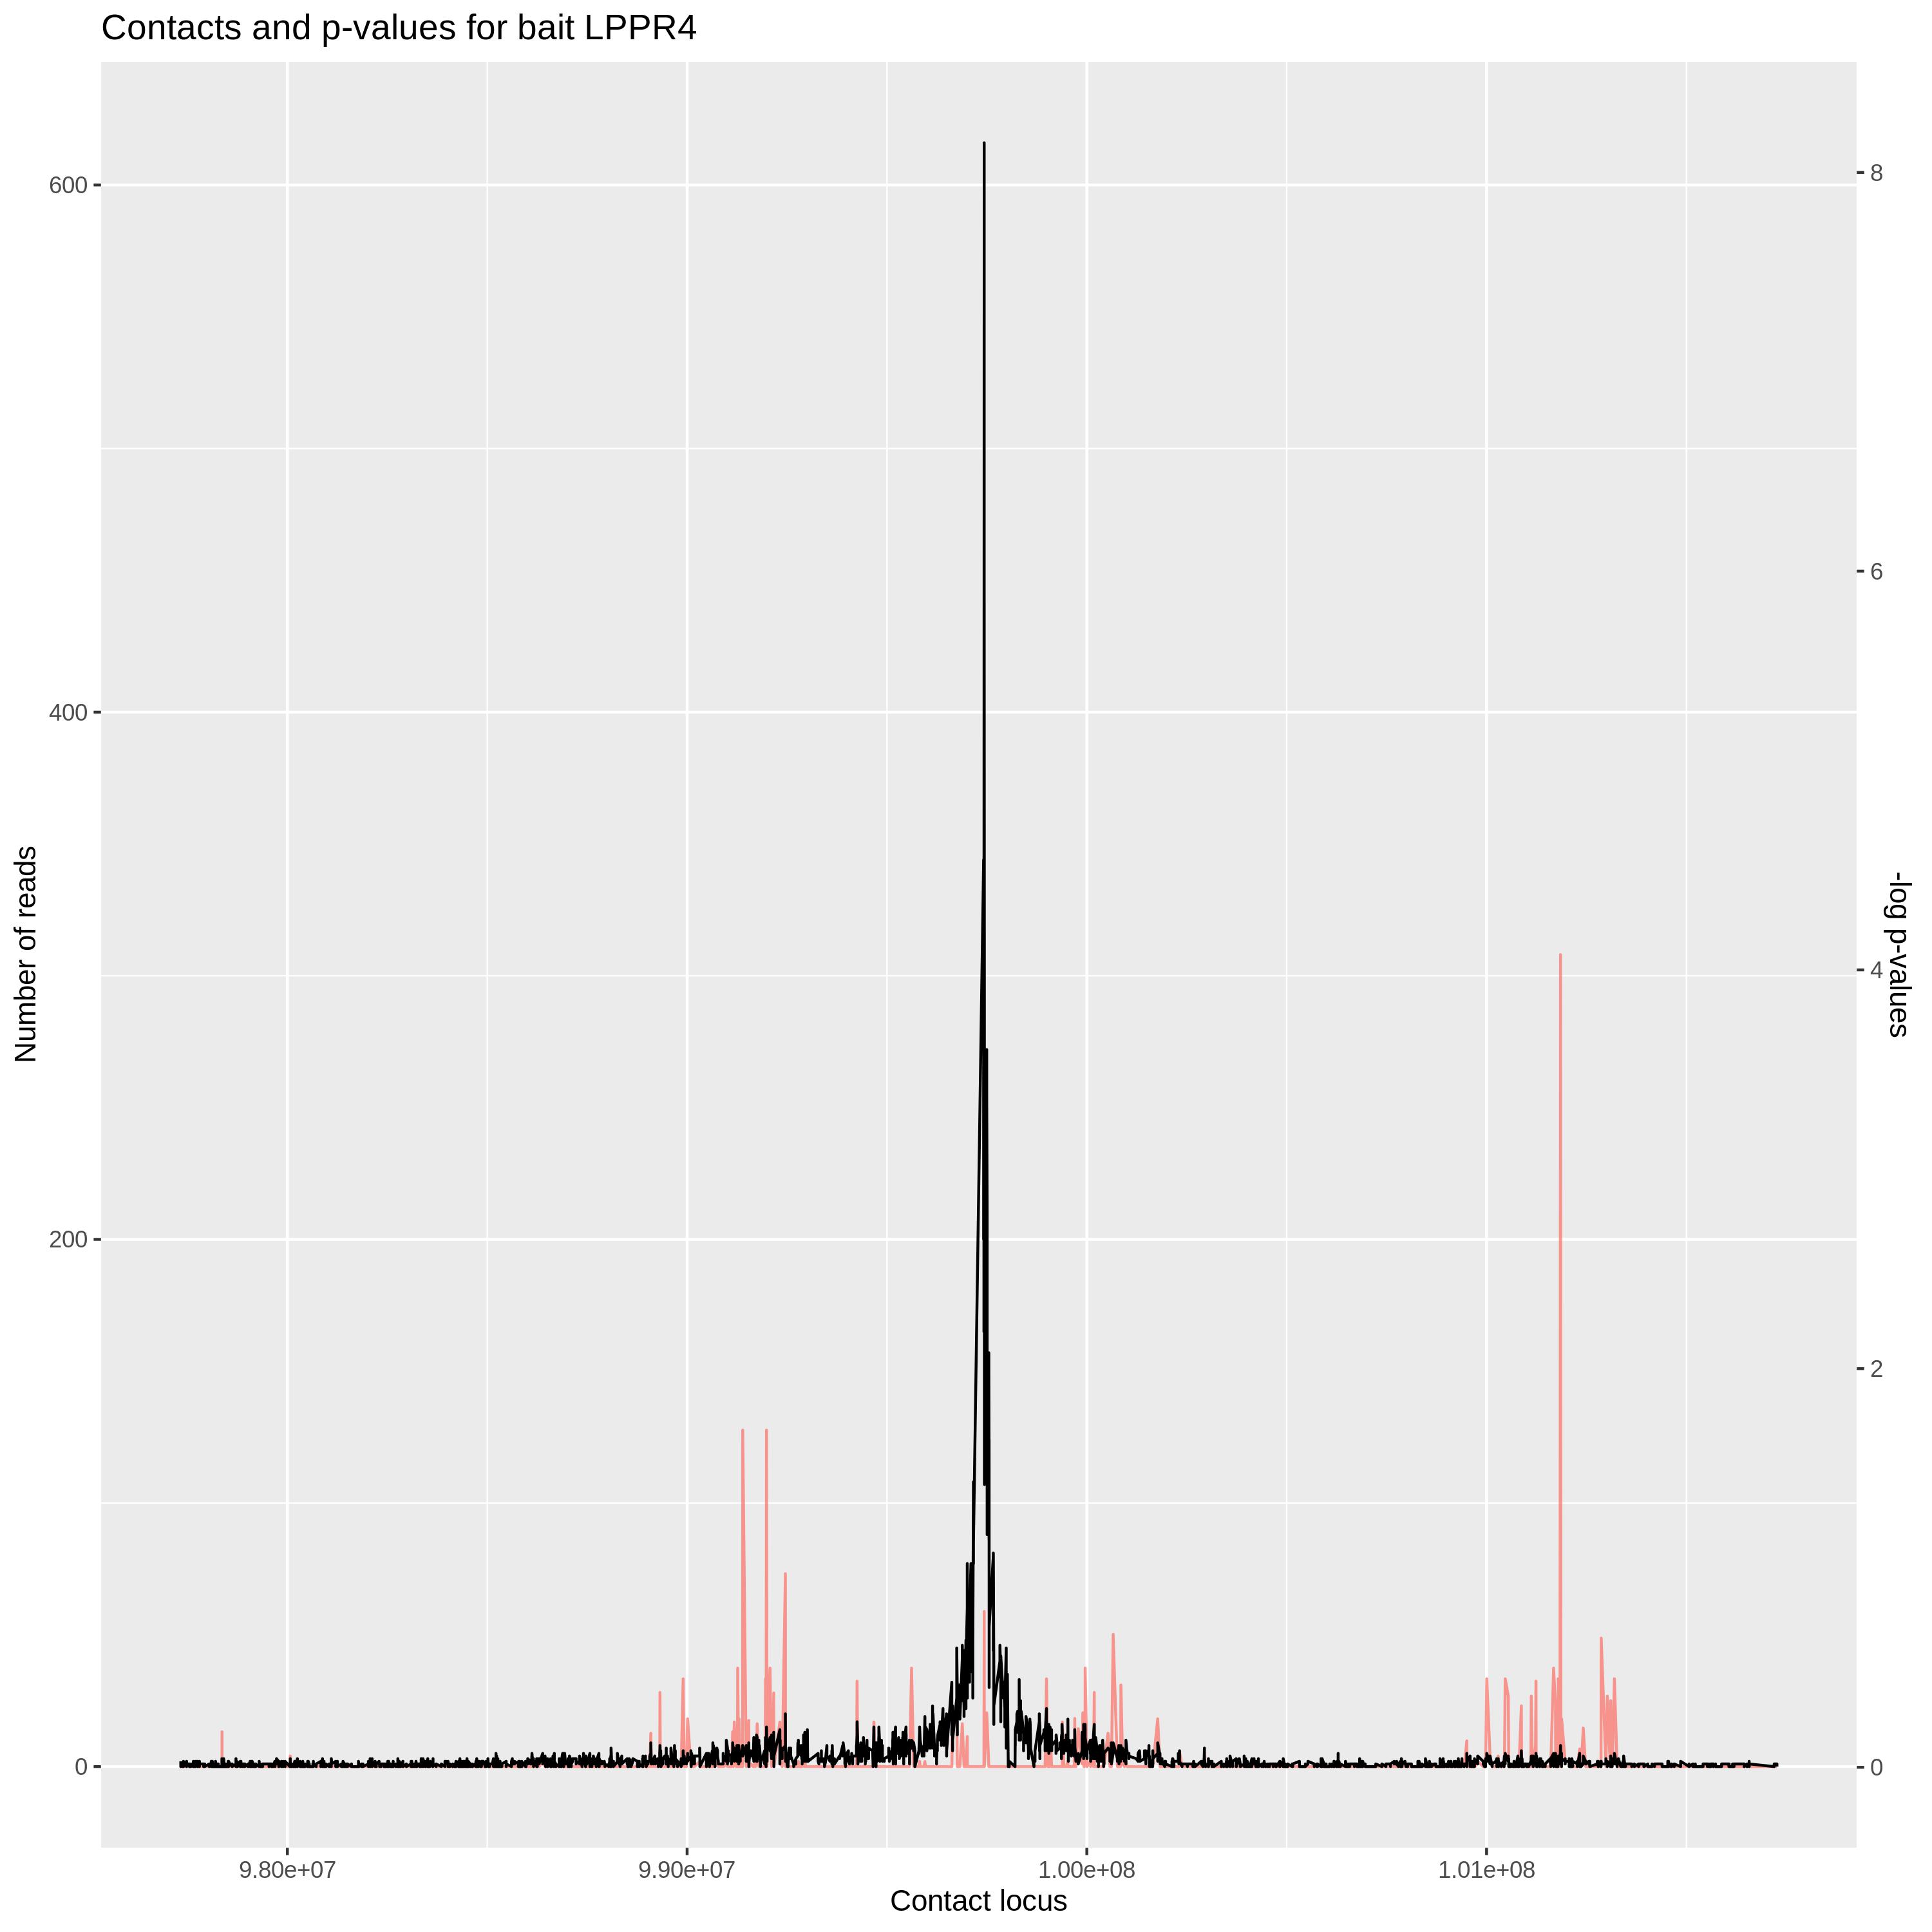 Contacts and p-values for bait LPPR4
600
400
200
0
Number of reads
8
6
4
2
0
-log p-values
9.80e+07
9.90e+07
1.00e+08
1.01e+08
Contact locus